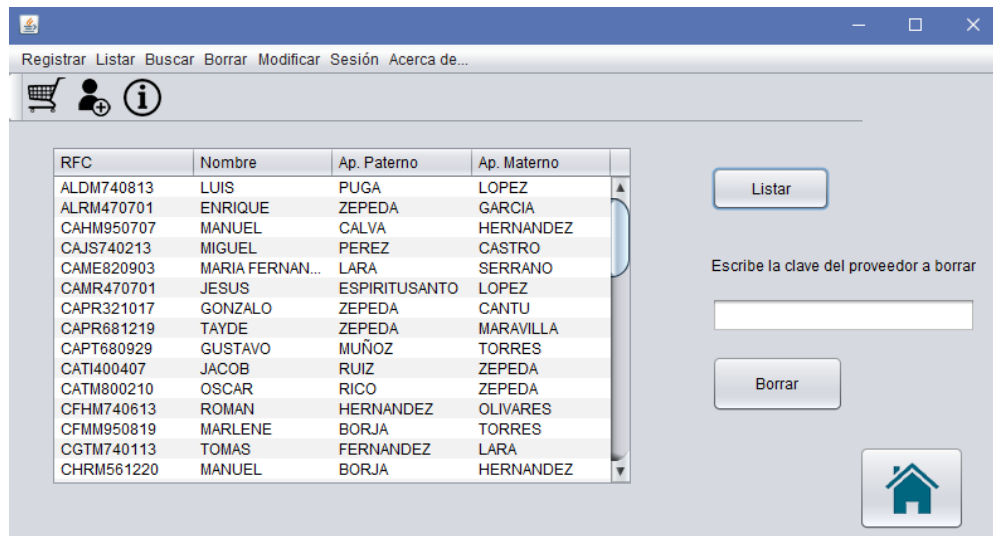 Registrar Listar Buscar Borrar Modificar Sesión Acerca de...
RFC Nombre Ap. Paterno Ap. Materno
ALDM740813 LUIS PUGA LOPEZ
ALRM470701 ENRIQUE ZEPEDA GARCIA
CAHM950707 MANUEL CALVA HERNANDEZ
CAJS740213 MIGUEL PEREZ CASTRO
CAME820903 MARIA FERNAN... LARA SERRANO
CAMR470701 JESUS ESPIRITUSANTO LOPEZ
CAPR321017 GONZALO ZEPEDA CANTU
CAPR681219 TAYDE ZEPEDA MARAVILLA
CAPT680929 GUSTAVO MUÑOZ TORRES
CATI400407 JACOB RUIZ ZEPEDA
CATM800210 OSCAR RICO ZEPEDA
CFHM740613 ROMAN HERNANDEZ OLIVARES
CFMM950819 MARLENE BORJA TORRES
CGTM740113 TOMAS FERNANDEZ LARA
CHRM561220 MANUEL BORJA HERNANDEZ
Listar
Escribe la clave del proveedor a borrar
Borrar